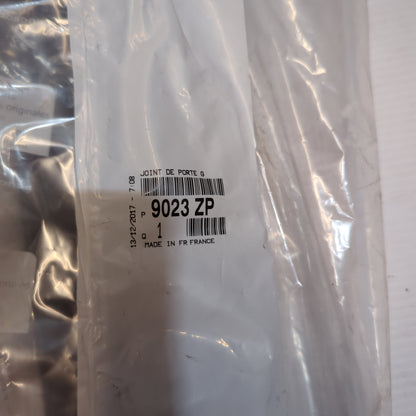 JOINT DE PORTE G
P 9023 ZP
Q 1
MADE IN FR FRANCE
13/12/2017 - 7:08